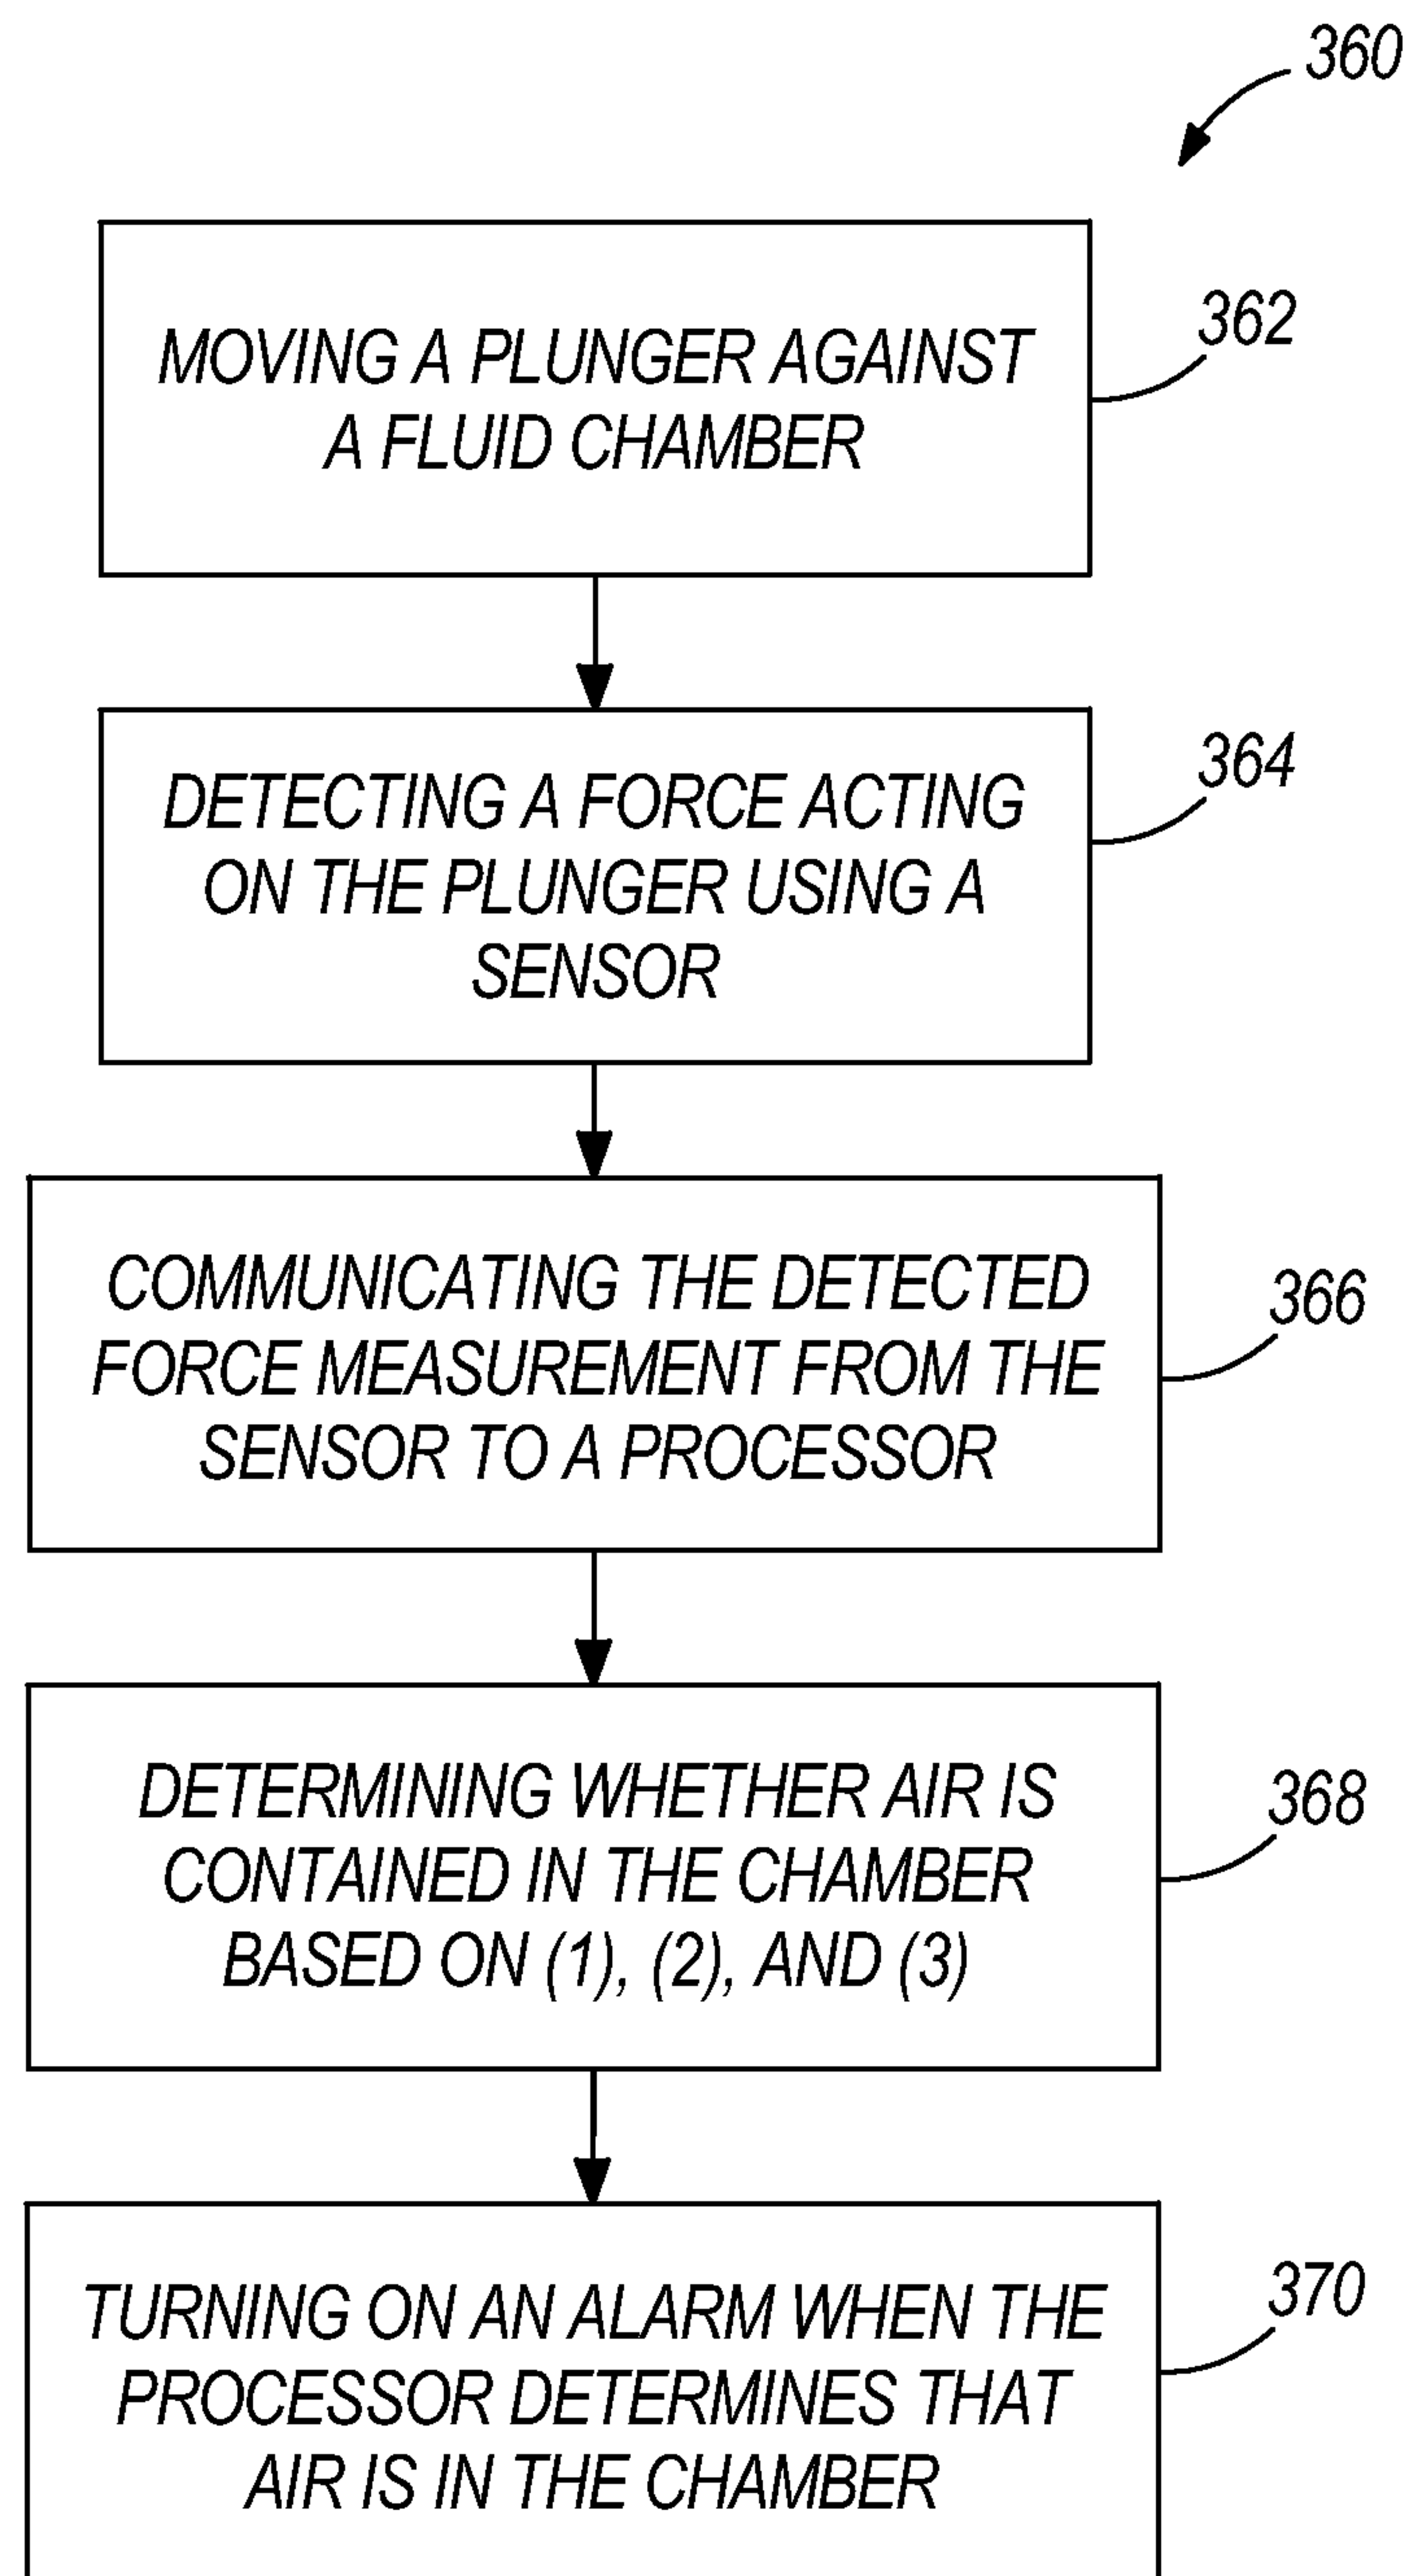 360
MOVING A PLUNGER AGAINST
A FLUID CHAMBER
362
DETECTING A FORCE ACTING
ON THE PLUNGER USING A
SENSOR
364
COMMUNICATING THE DETECTED
FORCE MEASUREMENT FROM THE
SENSOR TO A PROCESSOR
366
DETERMINING WHETHER AIR IS
CONTAINED IN THE CHAMBER
BASED ON (1), (2), AND (3)
368
TURNING ON AN ALARM WHEN THE
PROCESSOR DETERMINES THAT
AIR IS IN THE CHAMBER
370